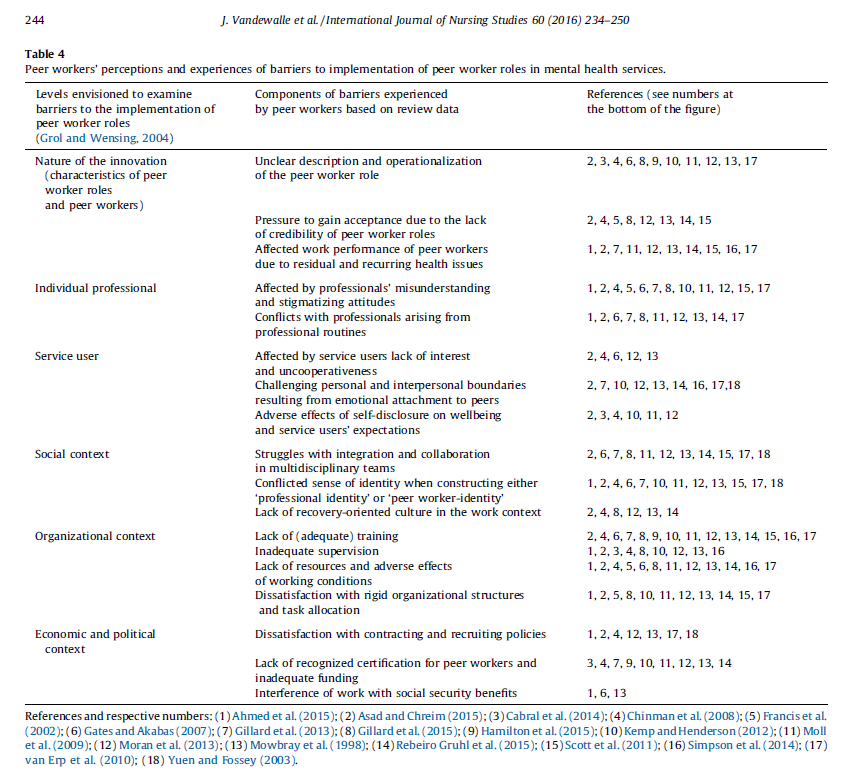 244 J. Vandewalle et al. / International Journal of Nursing Studies 60 (2016) 234–250
Table 4
Peer workers' perceptions and experiences of barriers to implementation of peer worker roles in mental health services.
Levels envisioned to examine Components of barriers experienced References (see numbers at
barriers to the implementation of by peer workers based on review data the bottom of the figure)
peer worker roles
(Grol and Wensing, 2004)
Nature of the innovation Unclear description and operationalization 2, 3, 4, 6, 8, 9, 10, 11, 12, 13, 17
(characteristics of peer of the peer worker role
worker roles
and peer workers)
Pressure to gain acceptance due to the lack 2, 4, 5, 8, 12, 13, 14, 15
of credibility of peer worker roles
Affected work performance of peer workers 1, 2, 7, 11, 12, 13, 14, 15, 16, 17
due to residual and recurring health issues
Individual professional Affected by professionals' misunderstanding 1, 2, 4, 5, 6, 7, 8, 10, 11, 12, 15, 17
and stigmatizing attitudes
Conflicts with professionals arising from 1, 2, 6, 7, 8, 11, 12, 13, 14, 17
professional routines
Service user Affected by service users lack of interest 2, 4, 6, 12, 13
and uncooperativeness
Challenging personal and interpersonal boundaries 2, 7, 10, 12, 13, 14, 16, 17,18
resulting from emotional attachment to peers
Adverse effects of self-disclosure on wellbeing 2, 3, 4, 10, 11, 12
and service users' expectations
Social context Struggles with integration and collaboration 2, 6, 7, 8, 11, 12, 13, 14, 15, 17, 18
in multidisciplinary teams
Conflicted sense of identity when constructing either 1, 2, 4, 6, 7, 10, 11, 12, 13, 15, 17, 18
'professional identity' or 'peer worker-identity'
Lack of recovery-oriented culture in the work context 2, 4, 8, 12, 13, 14
Organizational context Lack of (adequate) training 2, 4, 6, 7, 8, 9, 10, 11, 12, 13, 14, 15, 16, 17
Inadequate supervision 1, 2, 3, 4, 8, 10, 12, 13, 16
Lack of resources and adverse effects 1, 2, 4, 5, 6, 8, 11, 12, 13, 14, 16, 17
of working conditions
Dissatisfaction with rigid organizational structures 1, 2, 5, 8, 10, 11, 12, 13, 14, 15, 17
and task allocation
Economic and political Dissatisfaction with contracting and recruiting policies 1, 2, 4, 12, 13, 17, 18
context
Lack of recognized certification for peer workers and 3, 4, 7, 9, 10, 11, 12, 13, 14
inadequate funding
Interference of work with social security benefits 1, 6, 13
References and respective numbers: (1) Ahmed et al. (2015); (2) Asad and Chreim (2015); (3) Cabral et al. (2014); (4) Chinman et al. (2008); (5) Francis et al.
(2002); (6) Gates and Akabas (2007); (7) Gillard et al. (2013); (8) Gillard et al. (2015); (9) Hamilton et al. (2015); (10) Kemp and Henderson (2012); (11) Moll
et al. (2009); (12) Moran et al. (2013); (13) Mowbray et al. (1998); (14) Rebeiro Gruhl et al. (2015); (15) Scott et al. (2011); (16) Simpson et al. (2014); (17)
van Erp et al. (2010); (18) Yuen and Fossey (2003).